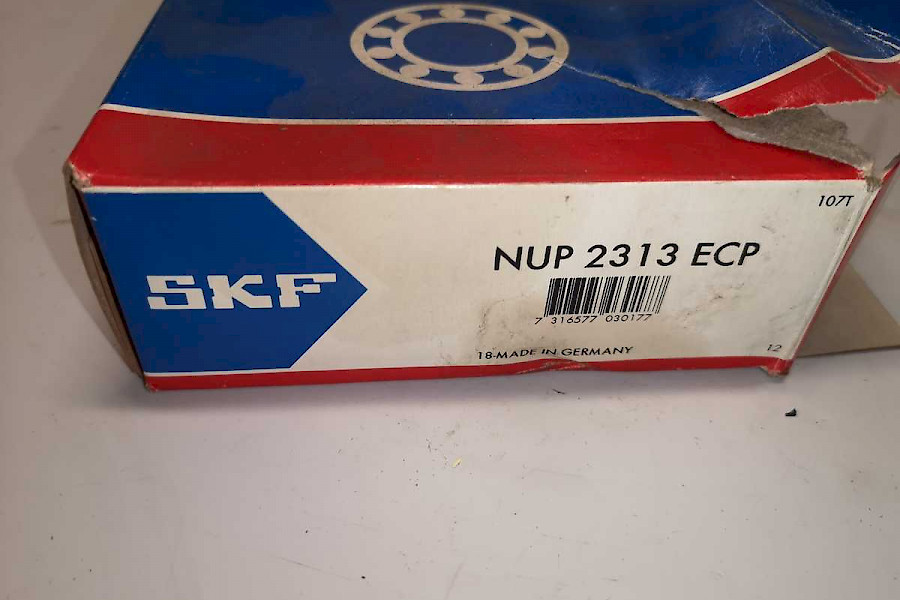 107T
SKF
NUP 2313 ECP
7 316577 030177
18-MADE IN GERMANY
12